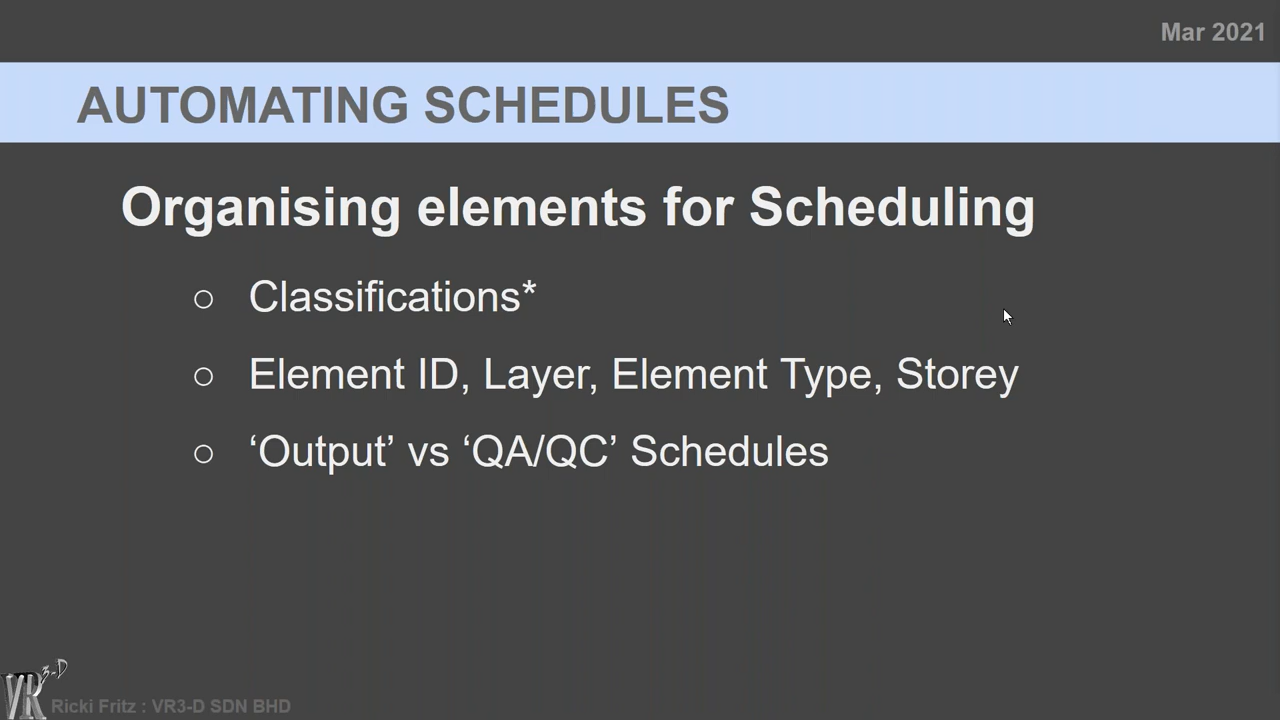 Mar 2021
AUTOMATING SCHEDULES
Organising elements for Scheduling
○ Classifications*
○ Element ID, Layer, Element Type, Storey
○ ‘Output’ vs ‘QA/QC’ Schedules
VR3-D
Ricki Fritz : VR3-D SDN BHD